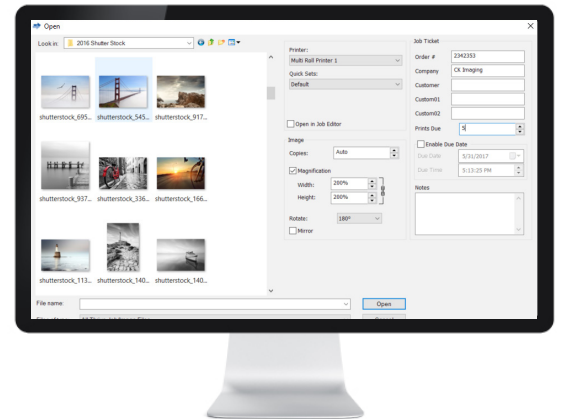 Open
Look in: 2016 Shutter Stock
shutterstock_695...
shutterstock_545...
shutterstock_917...
shutterstock_937...
shutterstock_336...
shutterstock_166...
shutterstock_113...
shutterstock_140...
shutterstock_140...
File name:
Open
Printer:
Multi Roll Printer 1
Quick Sets:
Default
Open in Job Editor
Image
Copies: Auto
Magnification
Width: 200%
Height: 200%
Rotate: 180°
Mirror
Job Ticket
Order # 2342353
Company CK Imaging
Customer
Custom01
Custom02
Prints Due 5
Enable Due Date
Due Date 5/31/2017
Due Time 5:13:25 PM
Notes